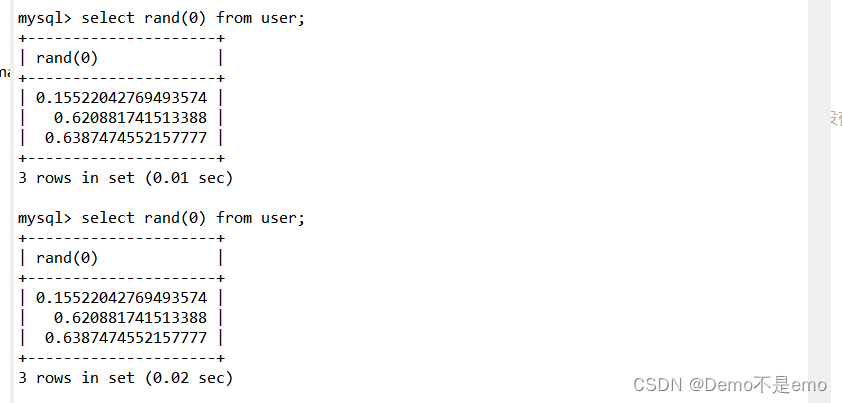 mysql> select rand(0) from user;
+---------------------+
| rand(0)             |
+---------------------+
| 0.15522042769493574 |
|   0.620881741513388 |
|  0.6387474552157777 |
+---------------------+
3 rows in set (0.01 sec)
mysql> select rand(0) from user;
+---------------------+
| rand(0)             |
+---------------------+
| 0.15522042769493574 |
|   0.620881741513388 |
|  0.6387474552157777 |
+---------------------+
3 rows in set (0.02 sec)
CSDN @Demo不是emo